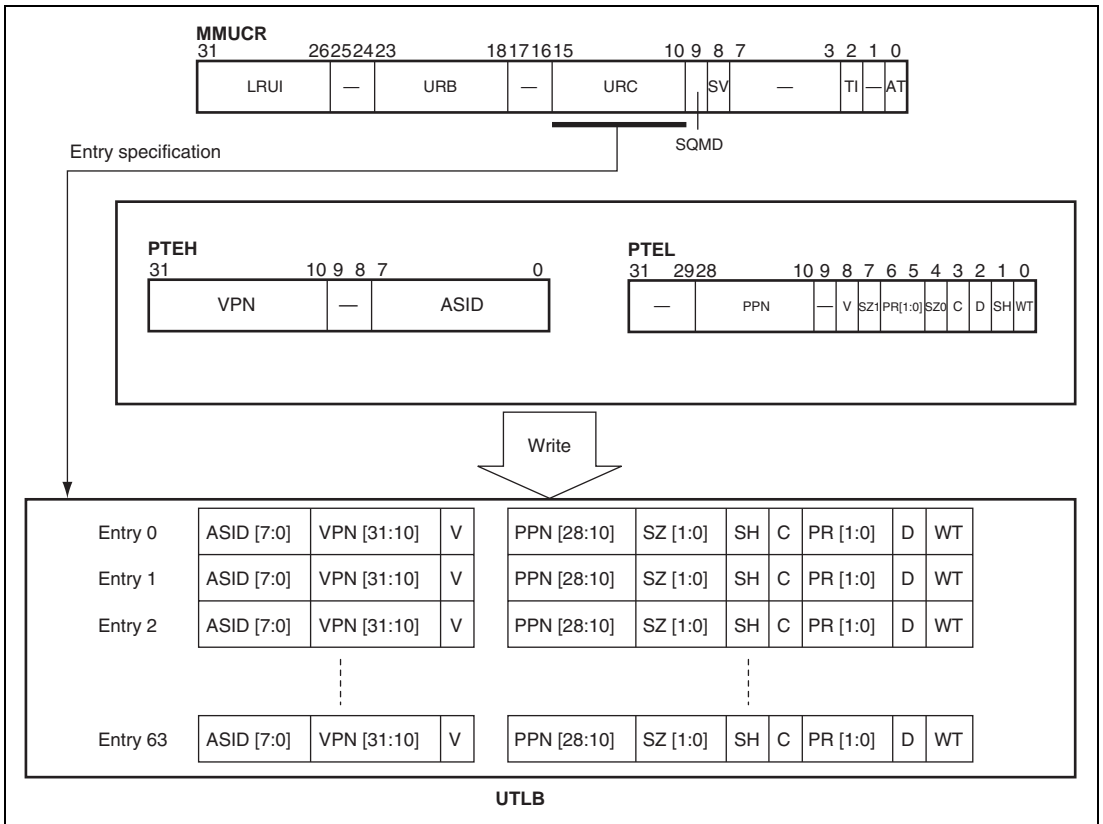 MMUCR
31 26 25 24 23 18 17 16 15 10 9 8 7 3 2 1 0
LRUI — URB — URC SV — TI — AT
SQMD
Entry specification
PTEH
31 10 9 8 7 0
VPN — ASID
PTEL
31 29 28 10 9 8 7 6 5 4 3 2 1 0
— PPN — V SZ1 PR[1:0] SZ0 C D SH WT
Write
Entry 0 ASID [7:0] VPN [31:10] V PPN [28:10] SZ [1:0] SH C PR [1:0] D WT
Entry 1 ASID [7:0] VPN [31:10] V PPN [28:10] SZ [1:0] SH C PR [1:0] D WT
Entry 2 ASID [7:0] VPN [31:10] V PPN [28:10] SZ [1:0] SH C PR [1:0] D WT
Entry 63 ASID [7:0] VPN [31:10] V PPN [28:10] SZ [1:0] SH C PR [1:0] D WT
UTLB